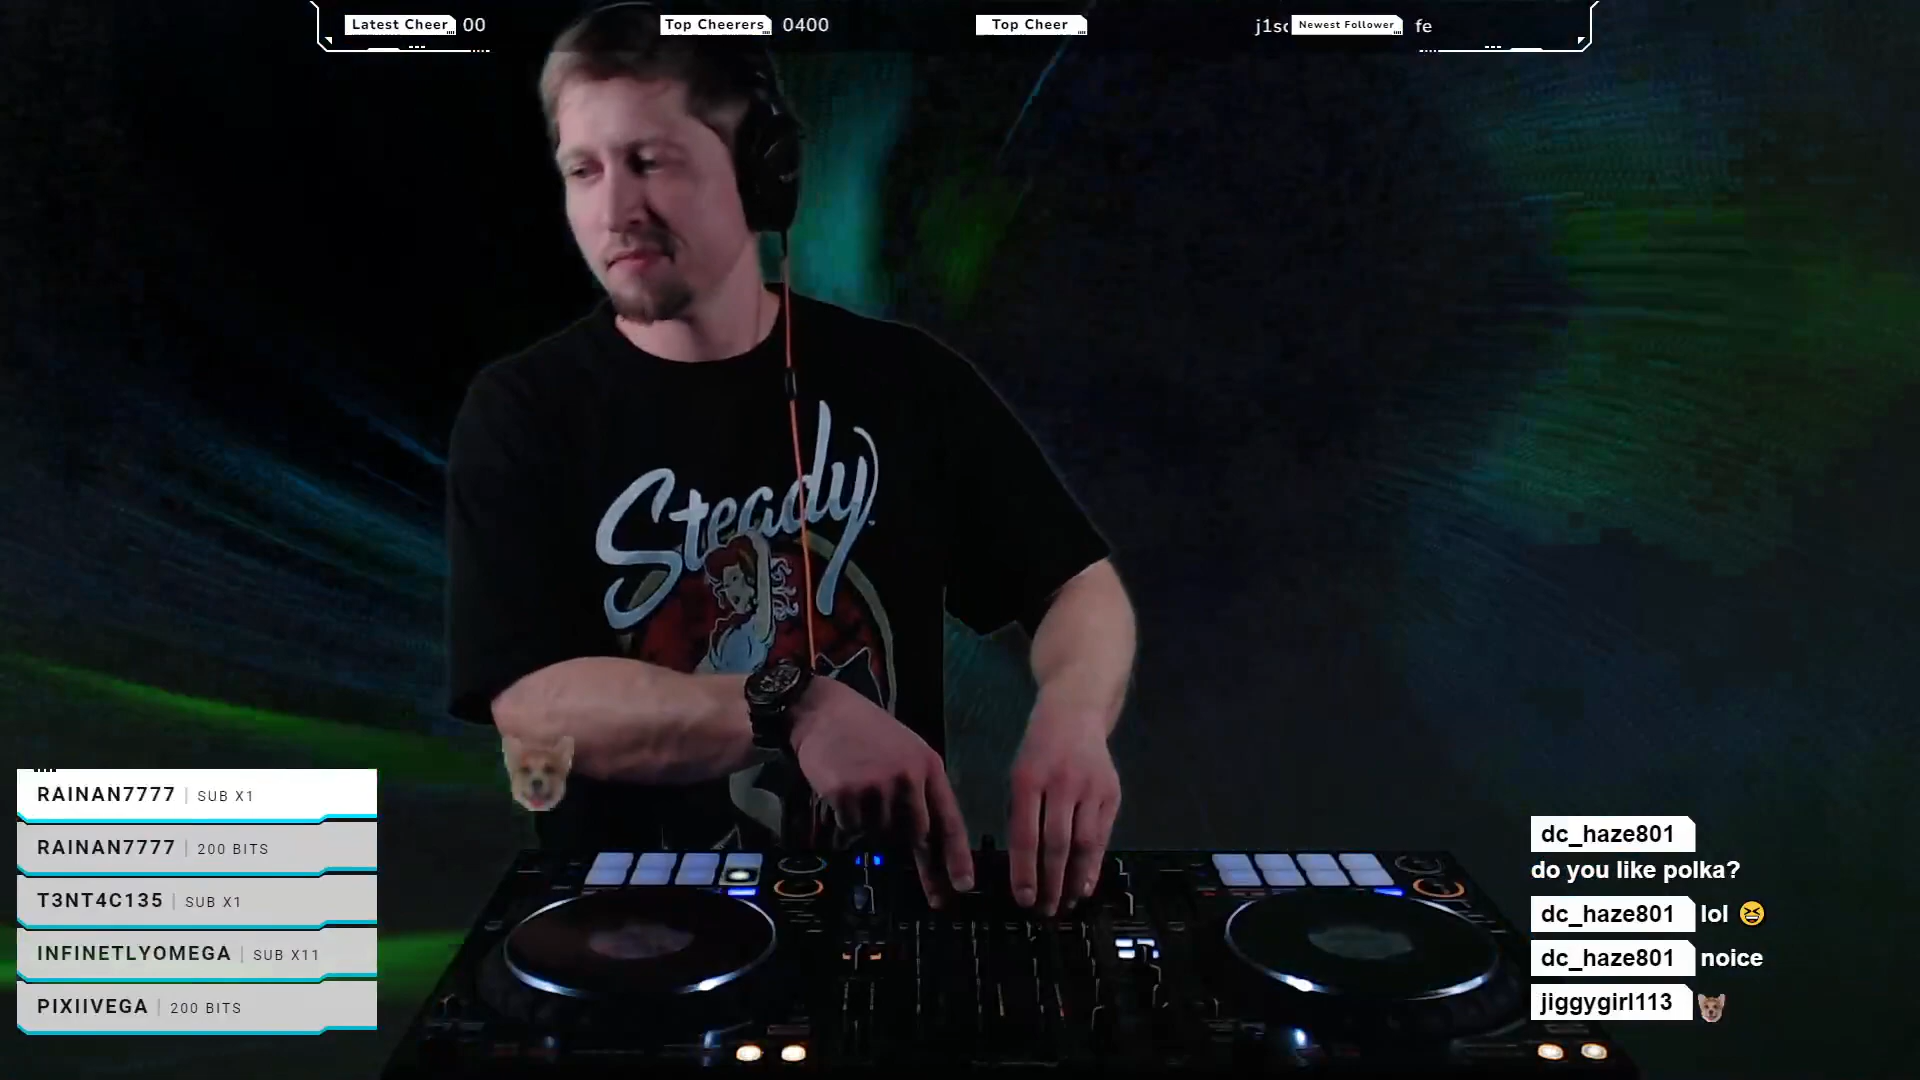 Latest Cheer 00
Top Cheerers 0400
Top Cheer
j1sc Newest Follower fe
Steady
RAINAN7777 | SUB X1
RAINAN7777 | 200 BITS
T3NT4C135 | SUB X1
INFINETLYOMEGA | SUB X11
PIXIIVEGA | 200 BITS
dc_haze801
do you like polka?
dc_haze801 lol 😆
dc_haze801 noice
jiggygirl113